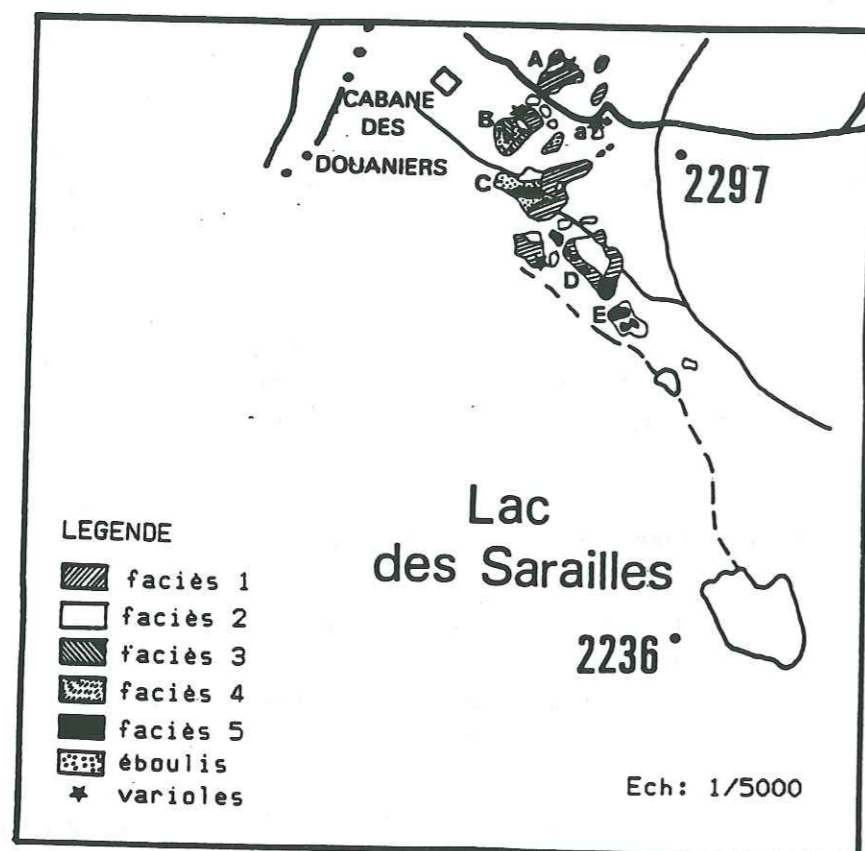 A
CABANE
DES
DOUANIERS
B
a
C
2297
D
E
Lac
des Sarailles
2236
LEGENDE
faciès 1
faciès 2
faciès 3
faciès 4
faciès 5
éboulis
varioles
Ech: 1/5000